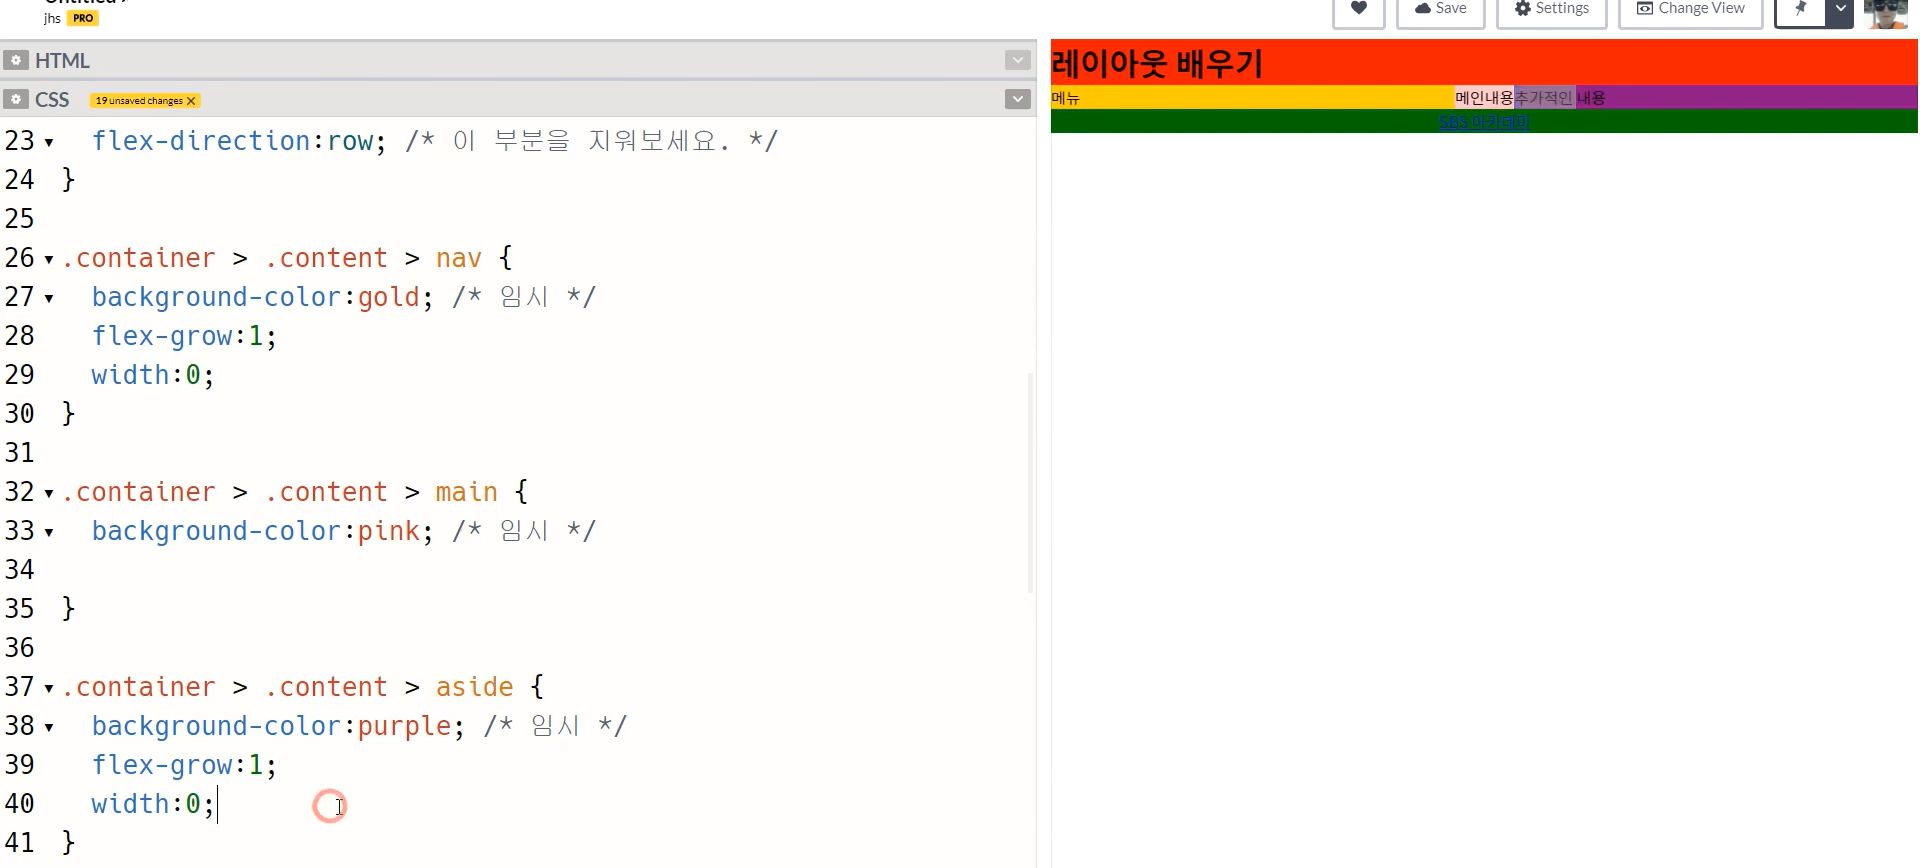 jhs PRO
Save
Settings
Change View
HTML
CSS 19 unsaved changes ×
23 flex-direction:row; /* 이 부분을 지워보세요. */
24 }
25
26 .container > .content > nav {
27 background-color:gold; /* 임시 */
28 flex-grow:1;
29 width:0;
30 }
31
32 .container > .content > main {
33 background-color:pink; /* 임시 */
34
35 }
36
37 .container > .content > aside {
38 background-color:purple; /* 임시 */
39 flex-grow:1;
40 width:0;
41 }
레이아웃 배우기
메뉴 메인내용추가적인 내용
SBS 아카데미